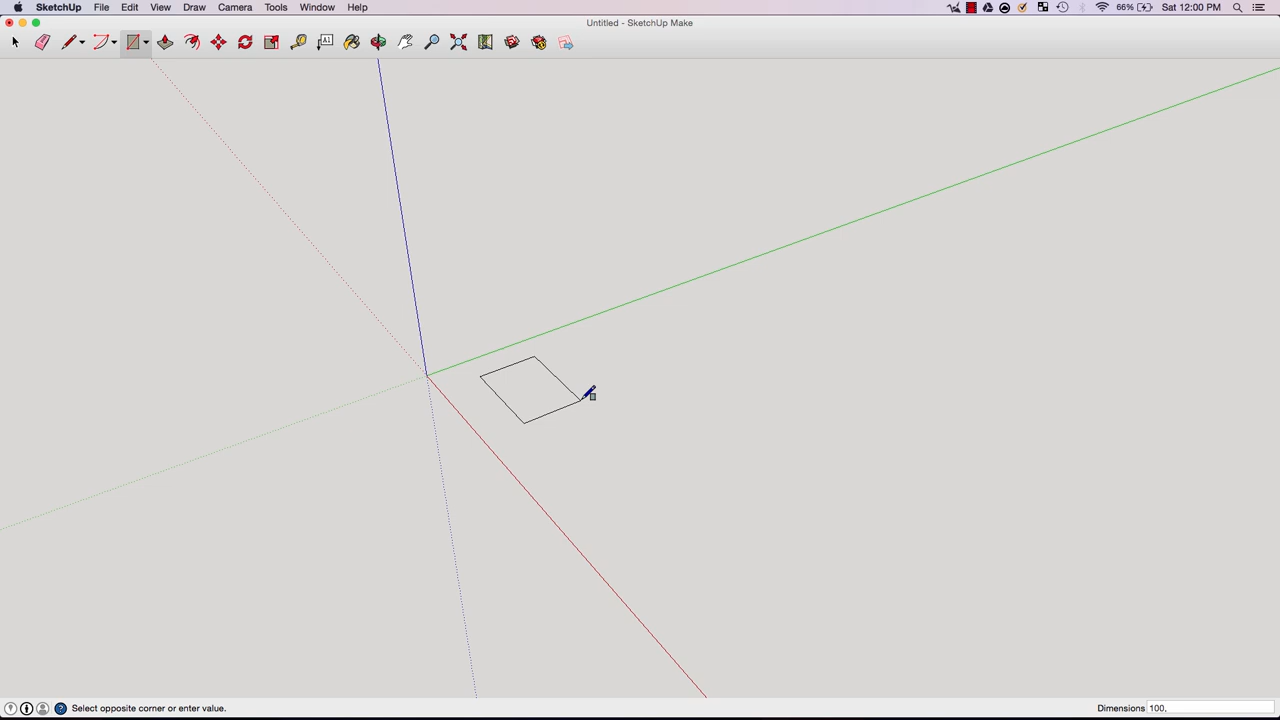 SketchUp File Edit View Draw Camera Tools Window Help 66% Sat 12:00 PM
Untitled - SketchUp Make
A1
Select opposite corner or enter value. Dimensions 100,